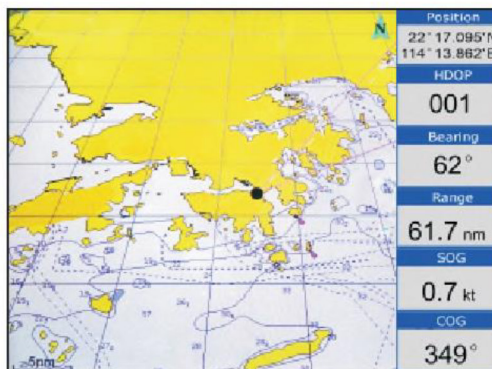 N
5nm
Position
22°17.095'N
114°13.862'E
HDOP
001
Bearing
62°
Range
61.7 nm
SOG
0.7 kt
COG
349°